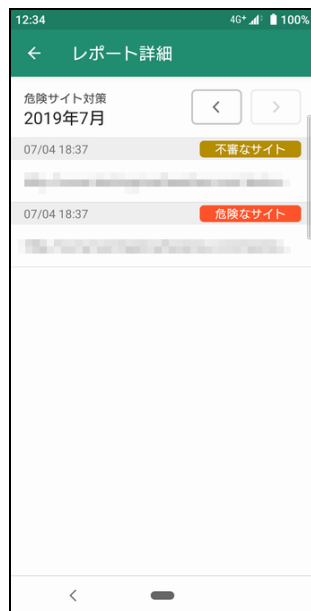 12:34 4G+ 100%
レポート詳細
危険サイト対策
2019年7月
07/04 18:37 不審なサイト
07/04 18:37 危険なサイト